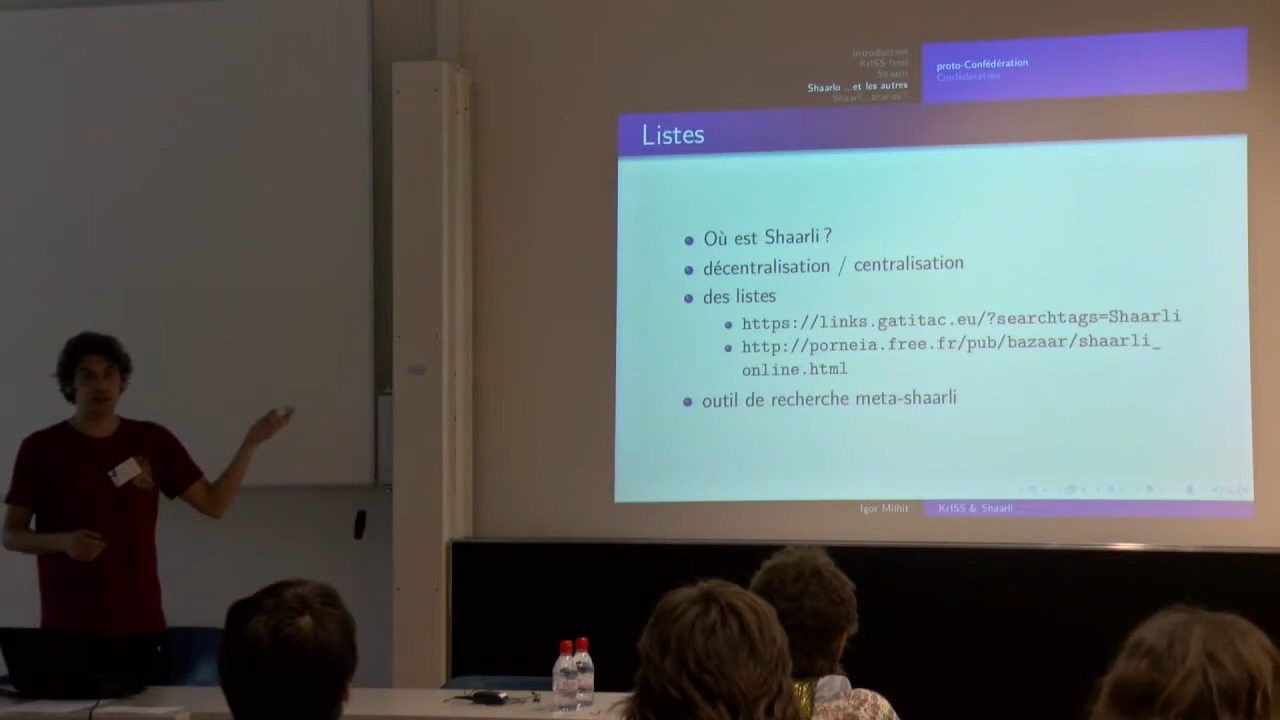 Introduction
KrISS feed
Shaarli
Shaarlo ...et les autres
proto-Confédération
Confédération
Listes
Où est Shaarli ?
décentralisation / centralisation
des listes
https://links.gatitac.eu/?searchtags=Shaarli
http://porneia.free.fr/pub/bazaar/shaarli_
online.html
outil de recherche meta-shaarli
Igor Milhit
KrISS & Shaarli